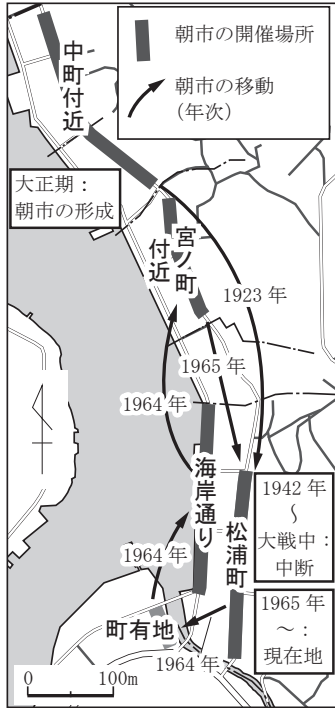 朝市の開催場所
朝市の移動
(年次)
中町付近
大正期：
朝市の形成
宮ノ町
付近
1923 年
1965 年
1964 年
海岸通り
松浦町
1942 年
～
大戦中：
中断
1964 年
町有地
1965 年
～：
現在地
1964 年
0
100m